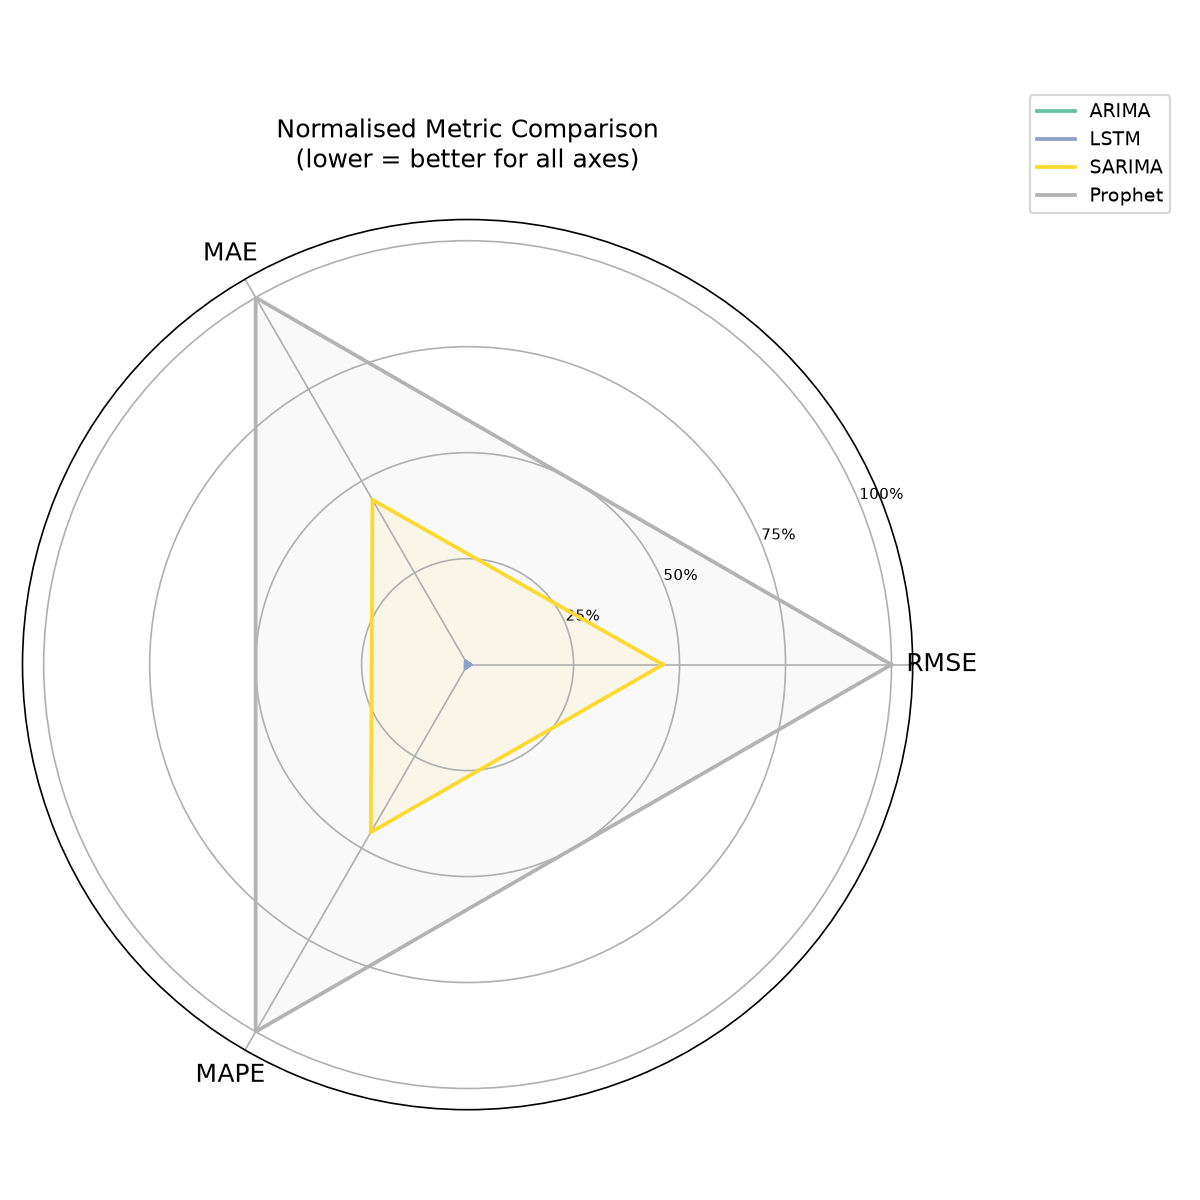 Normalised Metric Comparison
(lower = better for all axes)
ARIMA
LSTM
SARIMA
Prophet
MAE
100%
75%
50%
25%
RMSE
MAPE